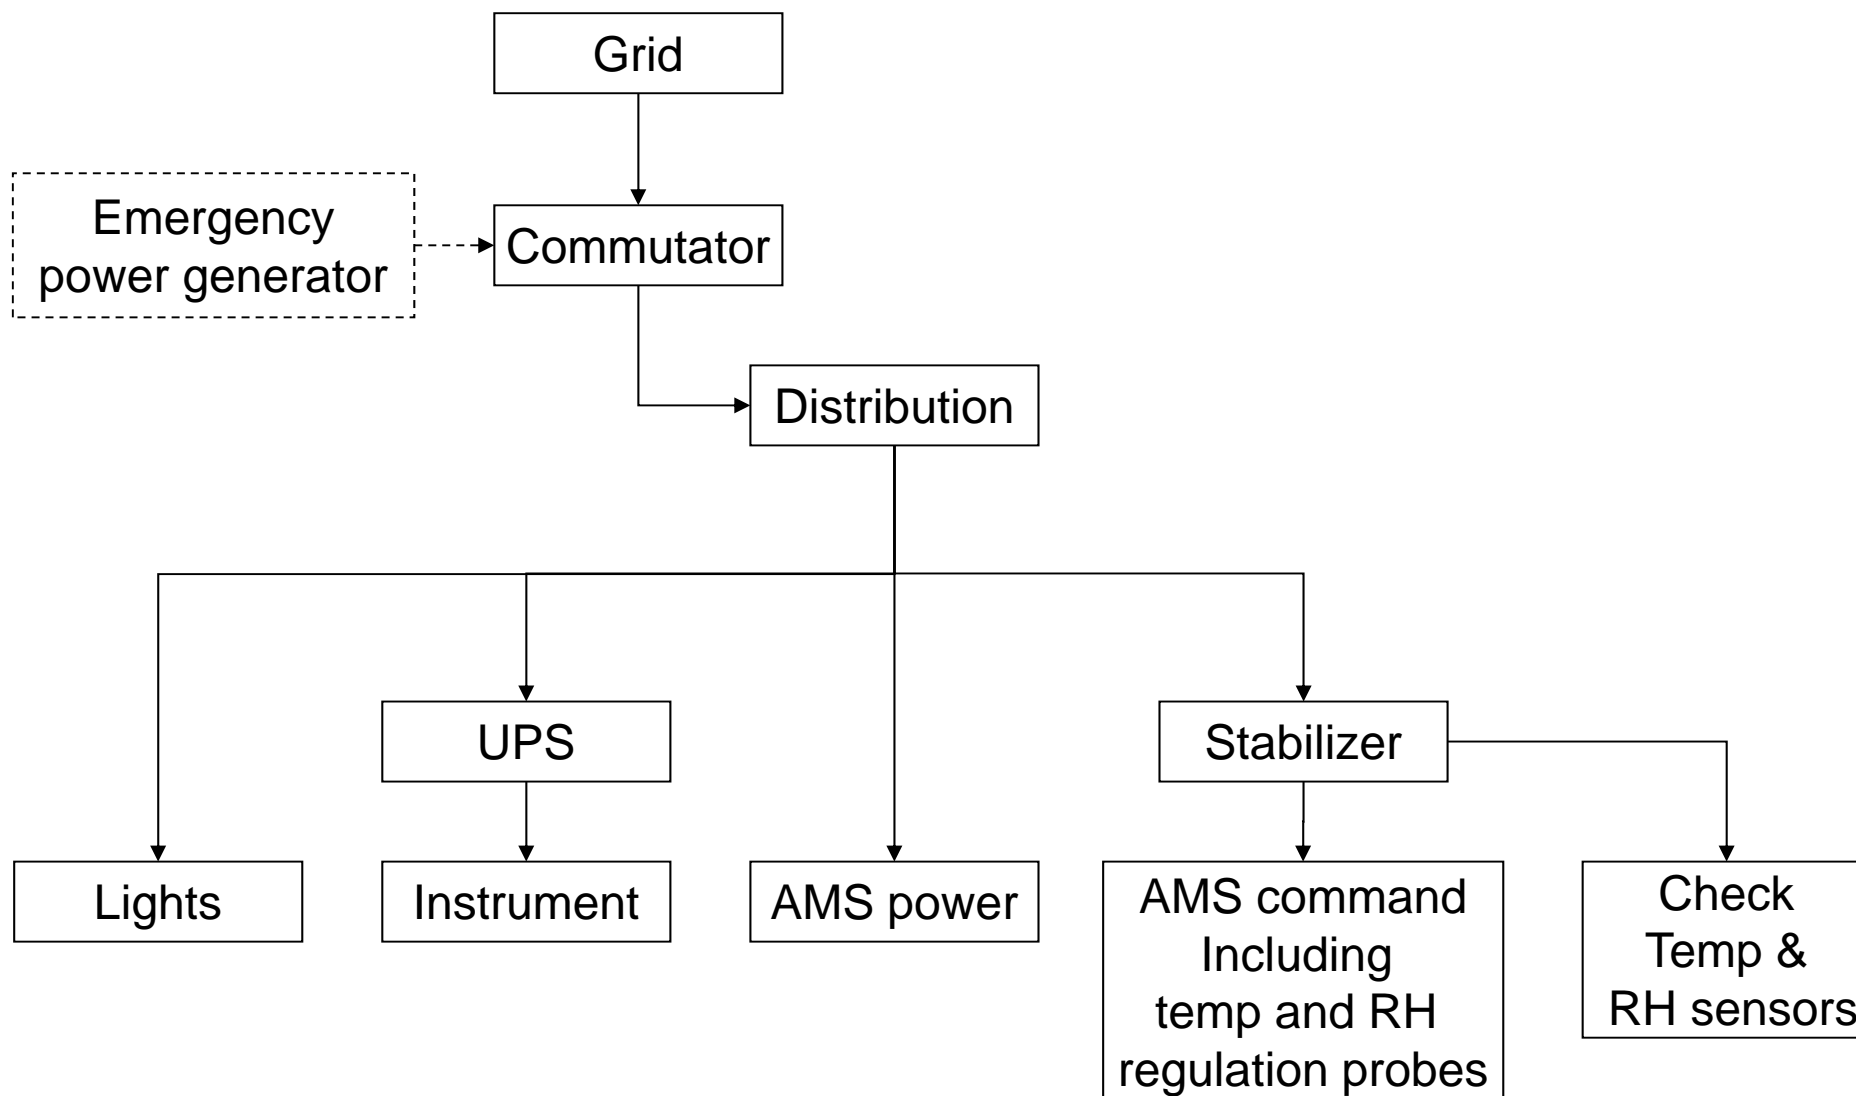 Grid
Emergency
power generator
Commutator
Distribution
UPS
Stabilizer
Lights
Instrument
AMS power
AMS command
Including
temp and RH
regulation probes
Check
Temp &
RH sensors